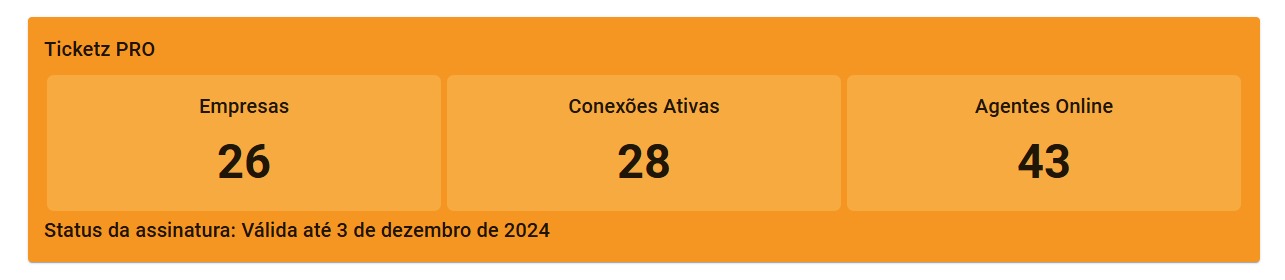 Ticketz PRO
Empresas
26
Conexões Ativas
28
Agentes Online
43
Status da assinatura: Válida até 3 de dezembro de 2024